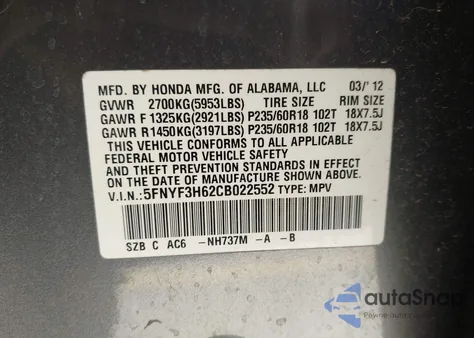 MFD. BY HONDA MFG. OF ALABAMA, LLC 03/'12
GVWR 2700KG(5953LBS) TIRE SIZE RIM SIZE
GAWR F 1325KG(2921LBS) P235/60R18 102T 18X7.5J
GAWR R1450KG(3197LBS) P235/60R18 102T 18X7.5J
THIS VEHICLE CONFORMS TO ALL APPLICABLE
FEDERAL MOTOR VEHICLE SAFETY
AND THEFT PREVENTION STANDARDS IN EFFECT
ON THE DATE OF MANUFACTURE SHOWN ABOVE.
V.I.N.:5FNYF3H62CB022552 TYPE: MPV
SZB C AC6 -NH737M -A -B
autoSnap